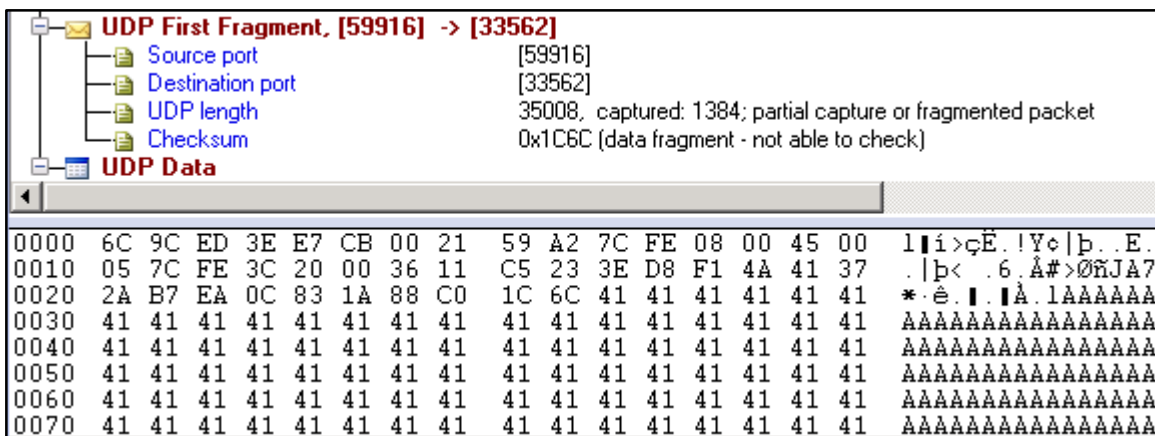 UDP First Fragment, [59916] -> [33562]
Source port [59916]
Destination port [33562]
UDP length 35008, captured: 1384; partial capture or fragmented packet
Checksum 0x1C6C (data fragment - not able to check)
UDP Data
0000 6C 9C ED 3E E7 CB 00 21 59 A2 7C FE 08 00 45 00 l▮í>çË.!Y¢|þ..E.
0010 05 7C FE 3C 20 00 36 11 C5 23 3E D8 F1 4A 41 37 .|þ< .6.Å#>ØñJA7
0020 2A B7 EA 0C 83 1A 88 C0 1C 6C 41 41 41 41 41 41 *·ê.▮.▮À.lAAAAAA
0030 41 41 41 41 41 41 41 41 41 41 41 41 41 41 41 41 AAAAAAAAAAAAAAAA
0040 41 41 41 41 41 41 41 41 41 41 41 41 41 41 41 41 AAAAAAAAAAAAAAAA
0050 41 41 41 41 41 41 41 41 41 41 41 41 41 41 41 41 AAAAAAAAAAAAAAAA
0060 41 41 41 41 41 41 41 41 41 41 41 41 41 41 41 41 AAAAAAAAAAAAAAAA
0070 41 41 41 41 41 41 41 41 41 41 41 41 41 41 41 41 AAAAAAAAAAAAAAAA